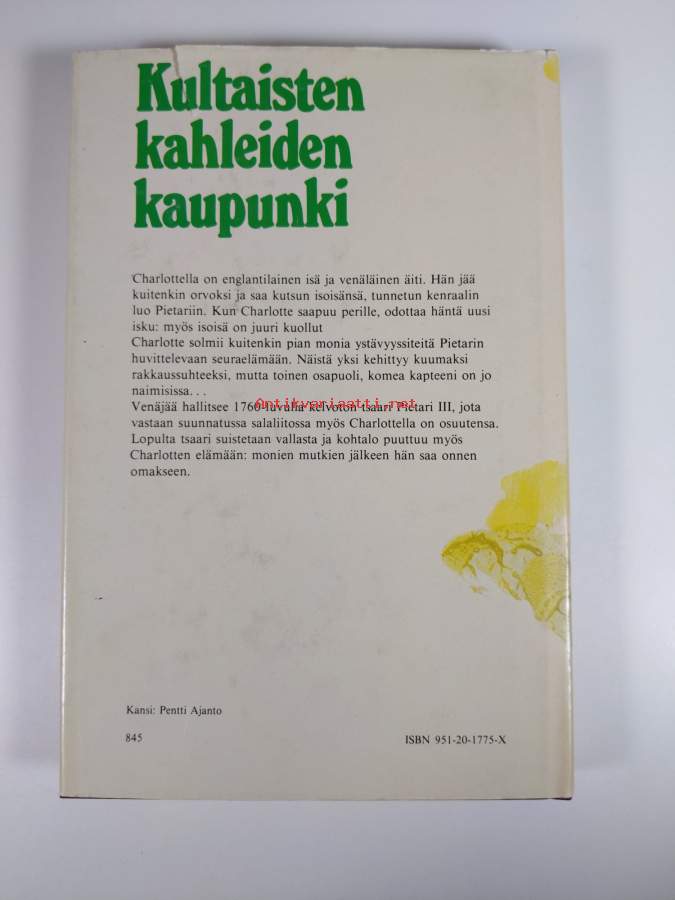 Kultaisten
kahleiden
kaupunki
Charlottella on englantilainen isä ja venäläinen äiti. Hän jää
kuitenkin orvoksi ja saa kutsun isoisänsä, tunnetun kenraalin
luo Pietariin. Kun Charlotte saapuu perille, odottaa häntä uusi
isku: myös isoisä on juuri kuollut
Charlotte solmii kuitenkin pian monia ystävyyssiteitä Pietarin
huvittelevaan seuraelämään. Näistä yksi kehittyy kuumaksi
rakkaussuhteeksi, mutta toinen osapuoli, komea kapteeni on jo
naimisissa...
Antikvariaatti.net
Venäjää hallitsee 1760-luvulla kelvoton tsaari Pietari III, jota
vastaan suunnatussa salaliitossa myös Charlottella on osuutensa.
Lopulta tsaari suistetaan vallasta ja kohtalo puuttuu myös
Charlotten elämään: monien mutkien jälkeen hän saa onnen
omakseen.
Kansi: Pentti Ajanto
845
ISBN 951-20-1775-X